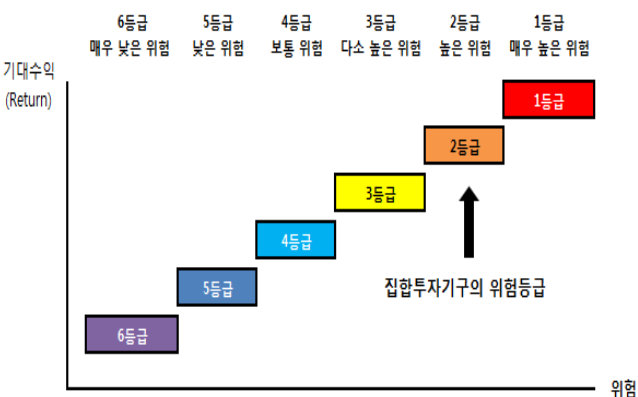 6등급 5등급 4등급 3등급 2등급 1등급
매우 낮은 위험 낮은 위험 보통 위험 다소 높은 위험 높은 위험 매우 높은 위험
기대수익
(Return)
1등급
2등급
3등급
4등급
집합투자기구의 위험등급
5등급
6등급
위험